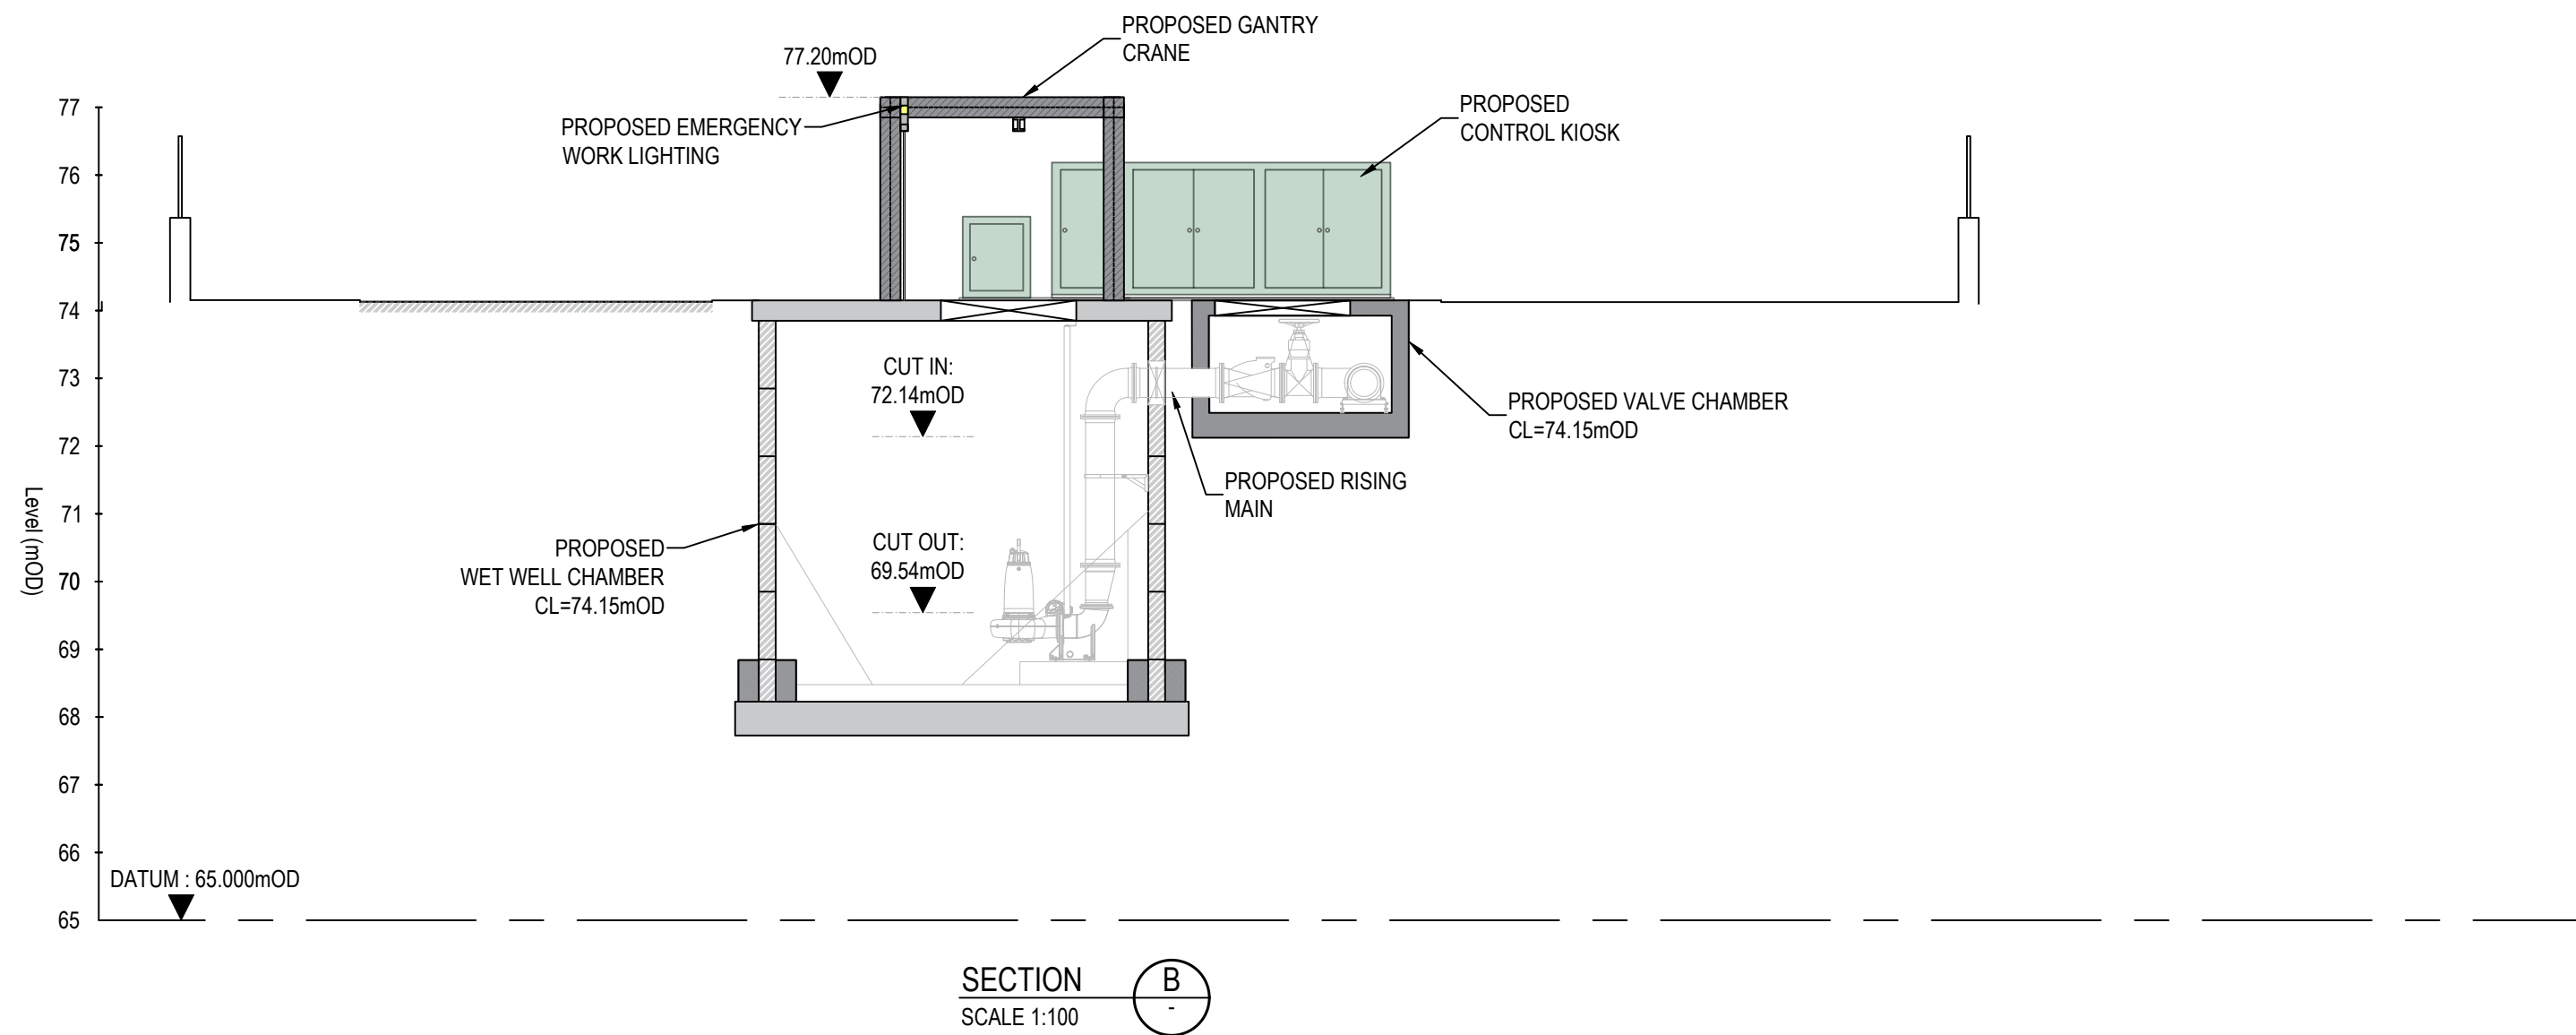 PROPOSED GANTRY
CRANE
77.20mOD
PROPOSED EMERGENCY
WORK LIGHTING
PROPOSED
CONTROL KIOSK
77
76
75
74
73
72
71
70
69
68
67
66
65
Level (mOD)
CUT IN:
72.14mOD
PROPOSED VALVE CHAMBER
CL=74.15mOD
PROPOSED RISING
MAIN
CUT OUT:
69.54mOD
PROPOSED
WET WELL CHAMBER
CL=74.15mOD
DATUM : 65.000mOD
SECTION
SCALE 1:100
B
-